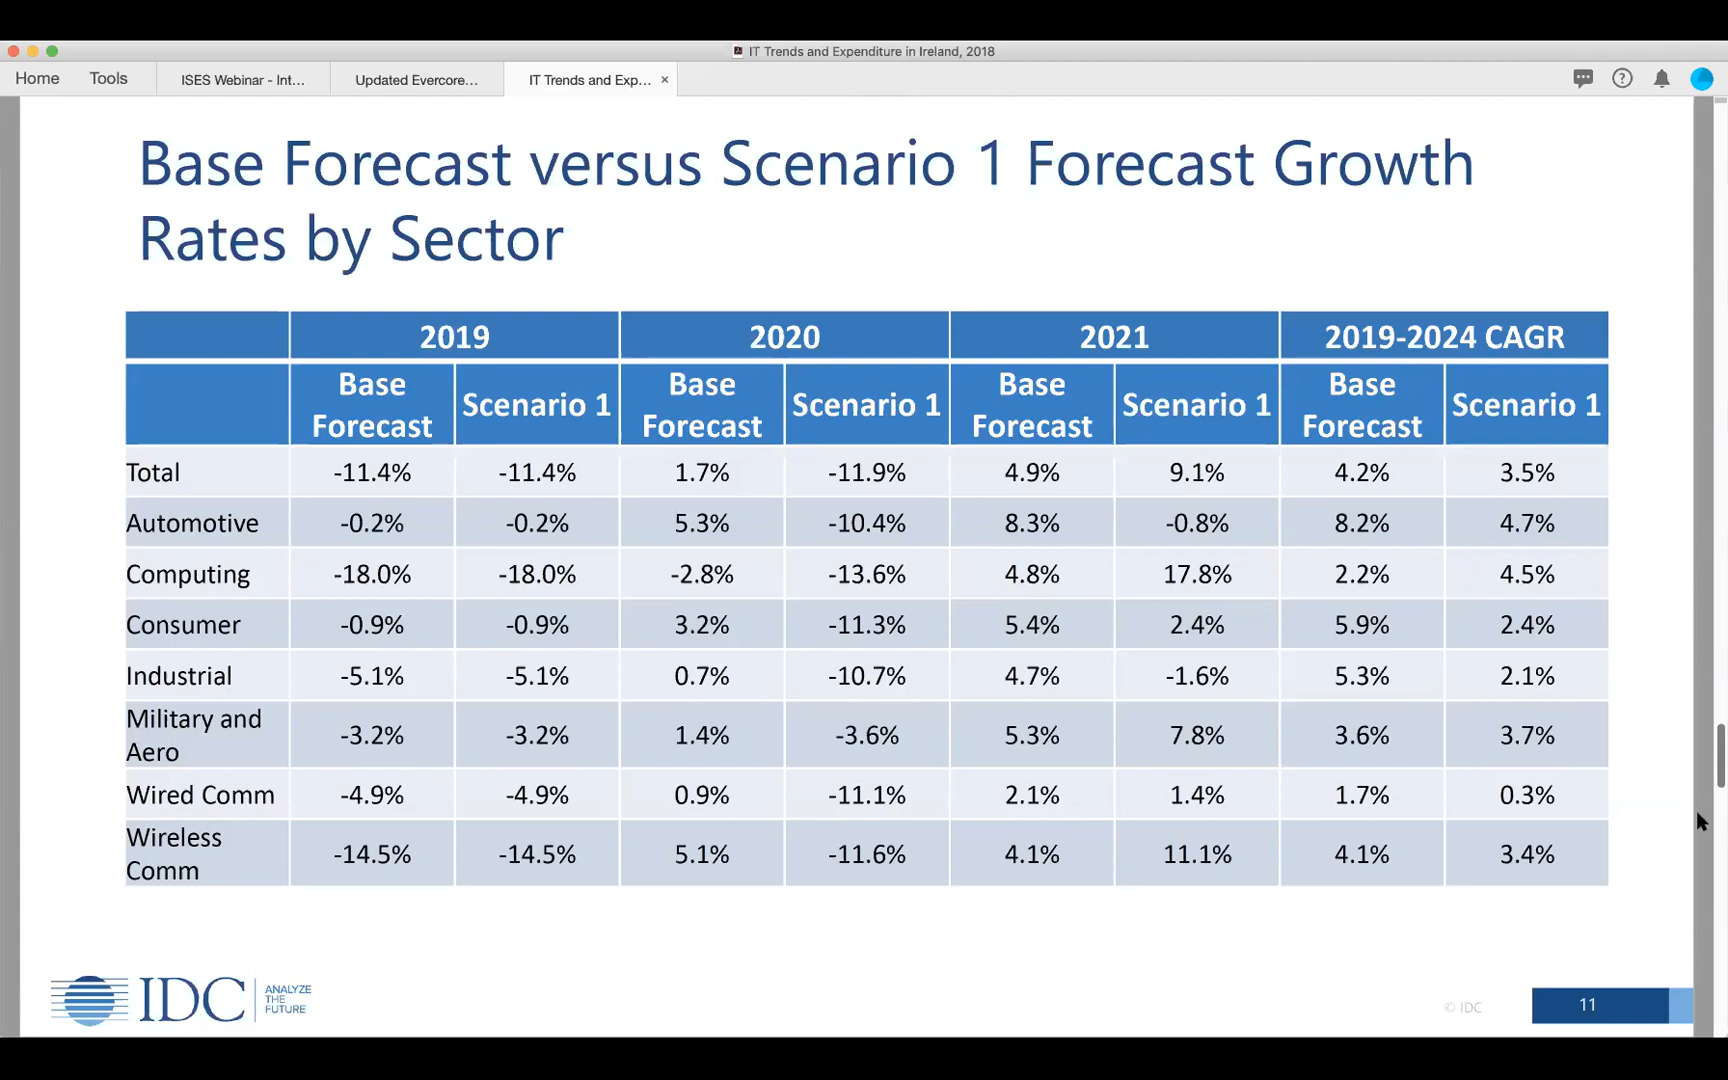 IT Trends and Expenditure in Ireland, 2018
Home Tools ISES Webinar - Int... Updated Evercore... IT Trends and Exp... ×
Base Forecast versus Scenario 1 Forecast Growth
Rates by Sector
2019 2020 2021 2019-2024 CAGR
Base Forecast Scenario 1 Base Forecast Scenario 1 Base Forecast Scenario 1 Base Forecast Scenario 1
Total -11.4% -11.4% 1.7% -11.9% 4.9% 9.1% 4.2% 3.5%
Automotive -0.2% -0.2% 5.3% -10.4% 8.3% -0.8% 8.2% 4.7%
Computing -18.0% -18.0% -2.8% -13.6% 4.8% 17.8% 2.2% 4.5%
Consumer -0.9% -0.9% 3.2% -11.3% 5.4% 2.4% 5.9% 2.4%
Industrial -5.1% -5.1% 0.7% -10.7% 4.7% -1.6% 5.3% 2.1%
Military and Aero -3.2% -3.2% 1.4% -3.6% 5.3% 7.8% 3.6% 3.7%
Wired Comm -4.9% -4.9% 0.9% -11.1% 2.1% 1.4% 1.7% 0.3%
Wireless Comm -14.5% -14.5% 5.1% -11.6% 4.1% 11.1% 4.1% 3.4%
IDC
ANALYZE
THE
FUTURE
© IDC
11